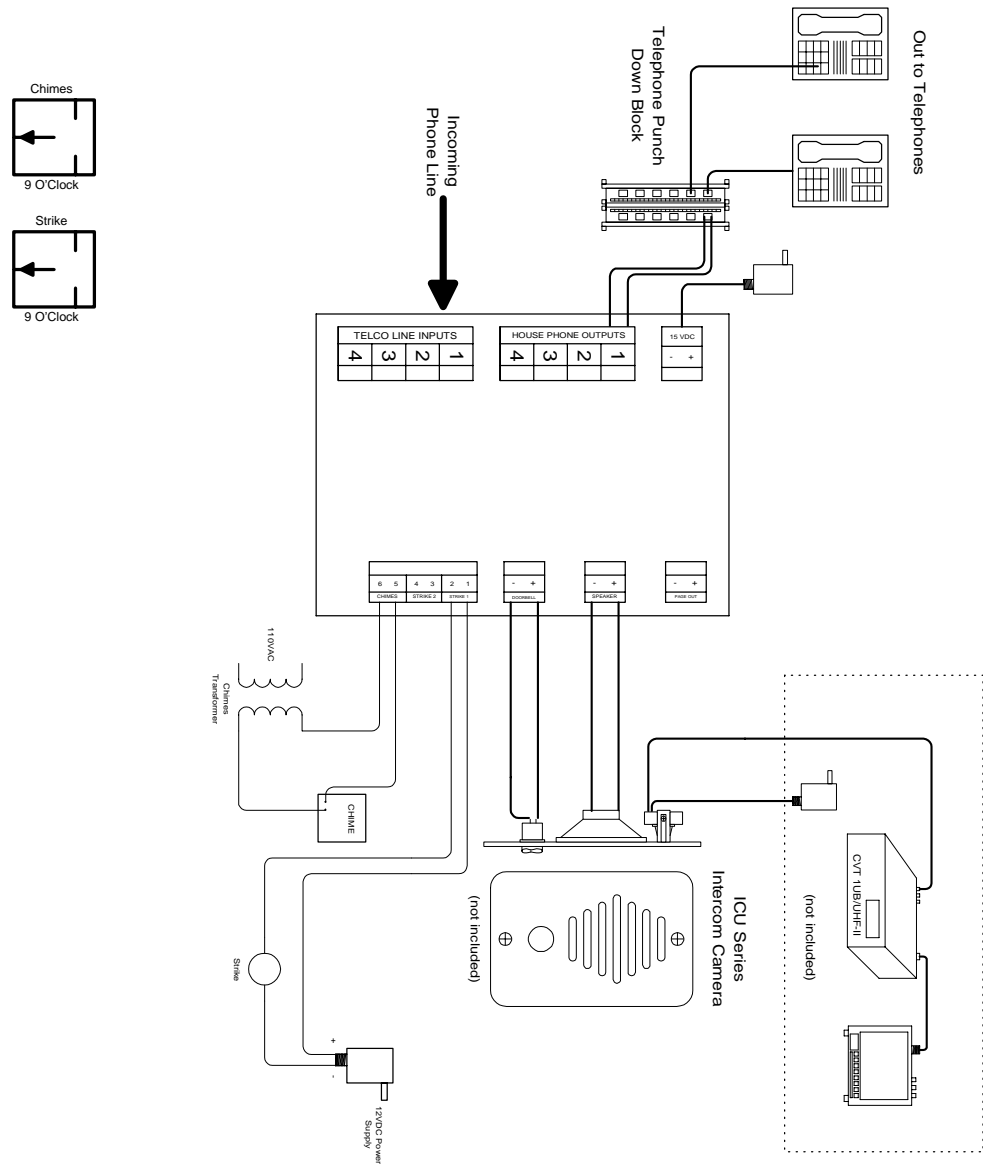 Out to Telephones
Telephone Punch
Down Block
Incoming
Phone Line
Chimes
9 O'Clock
Strike
9 O'Clock
TELCO LINE INPUTS
4 3 2 1
HOUSE PHONE OUTPUTS
4 3 2 1
15 VDC
- +
6 5 4 3 2 1
CHIMES STRIKE 2 STRIKE 1
- +
DOORBELL
- +
SPEAKER
- +
PAGE OUT
110VAC
Chimes
Transformer
CHIME
Strike
+
-
12VDC Power
Supply
ICU Series
Intercom Camera
(not included)
CVT 1UB/UHF-II
(not included)